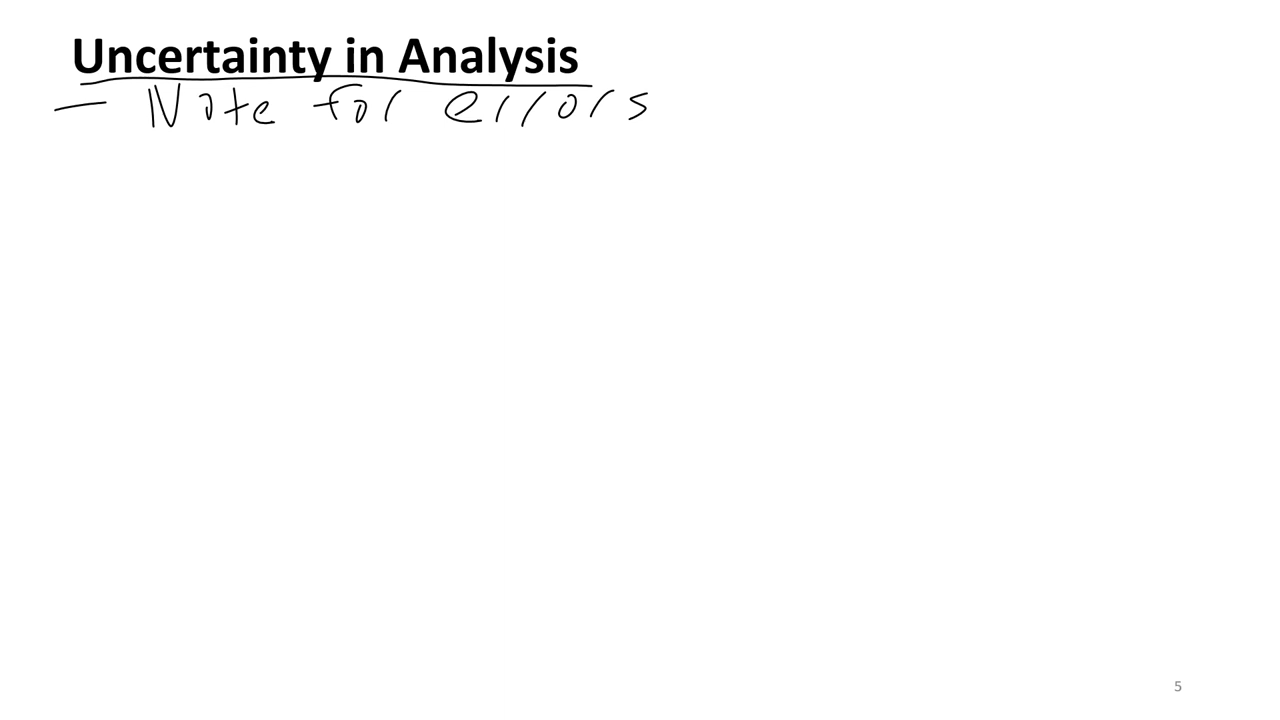 Uncertainty in Analysis
— Note for errors
5